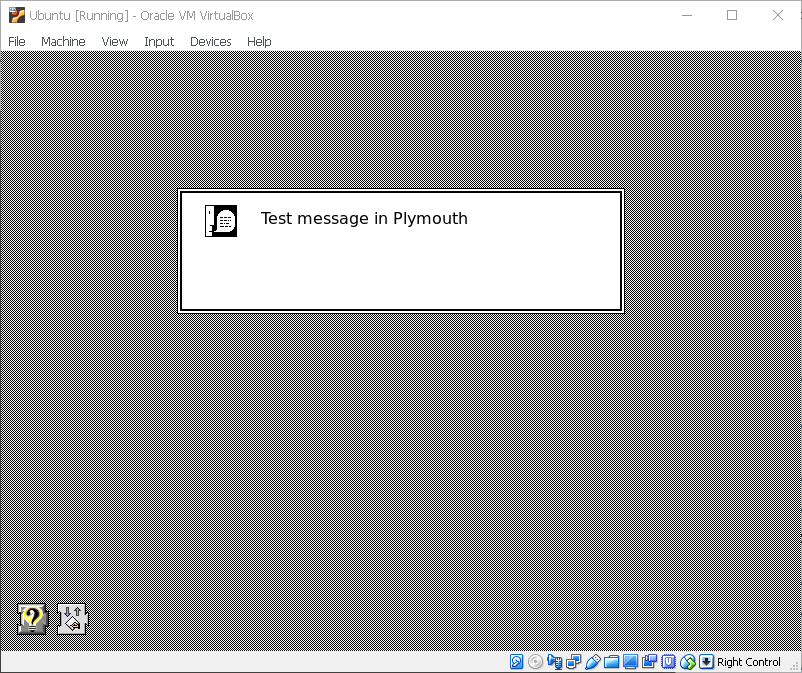 Ubuntu [Running] - Oracle VM VirtualBox
File Machine View Input Devices Help
Test message in Plymouth
?
Right Control